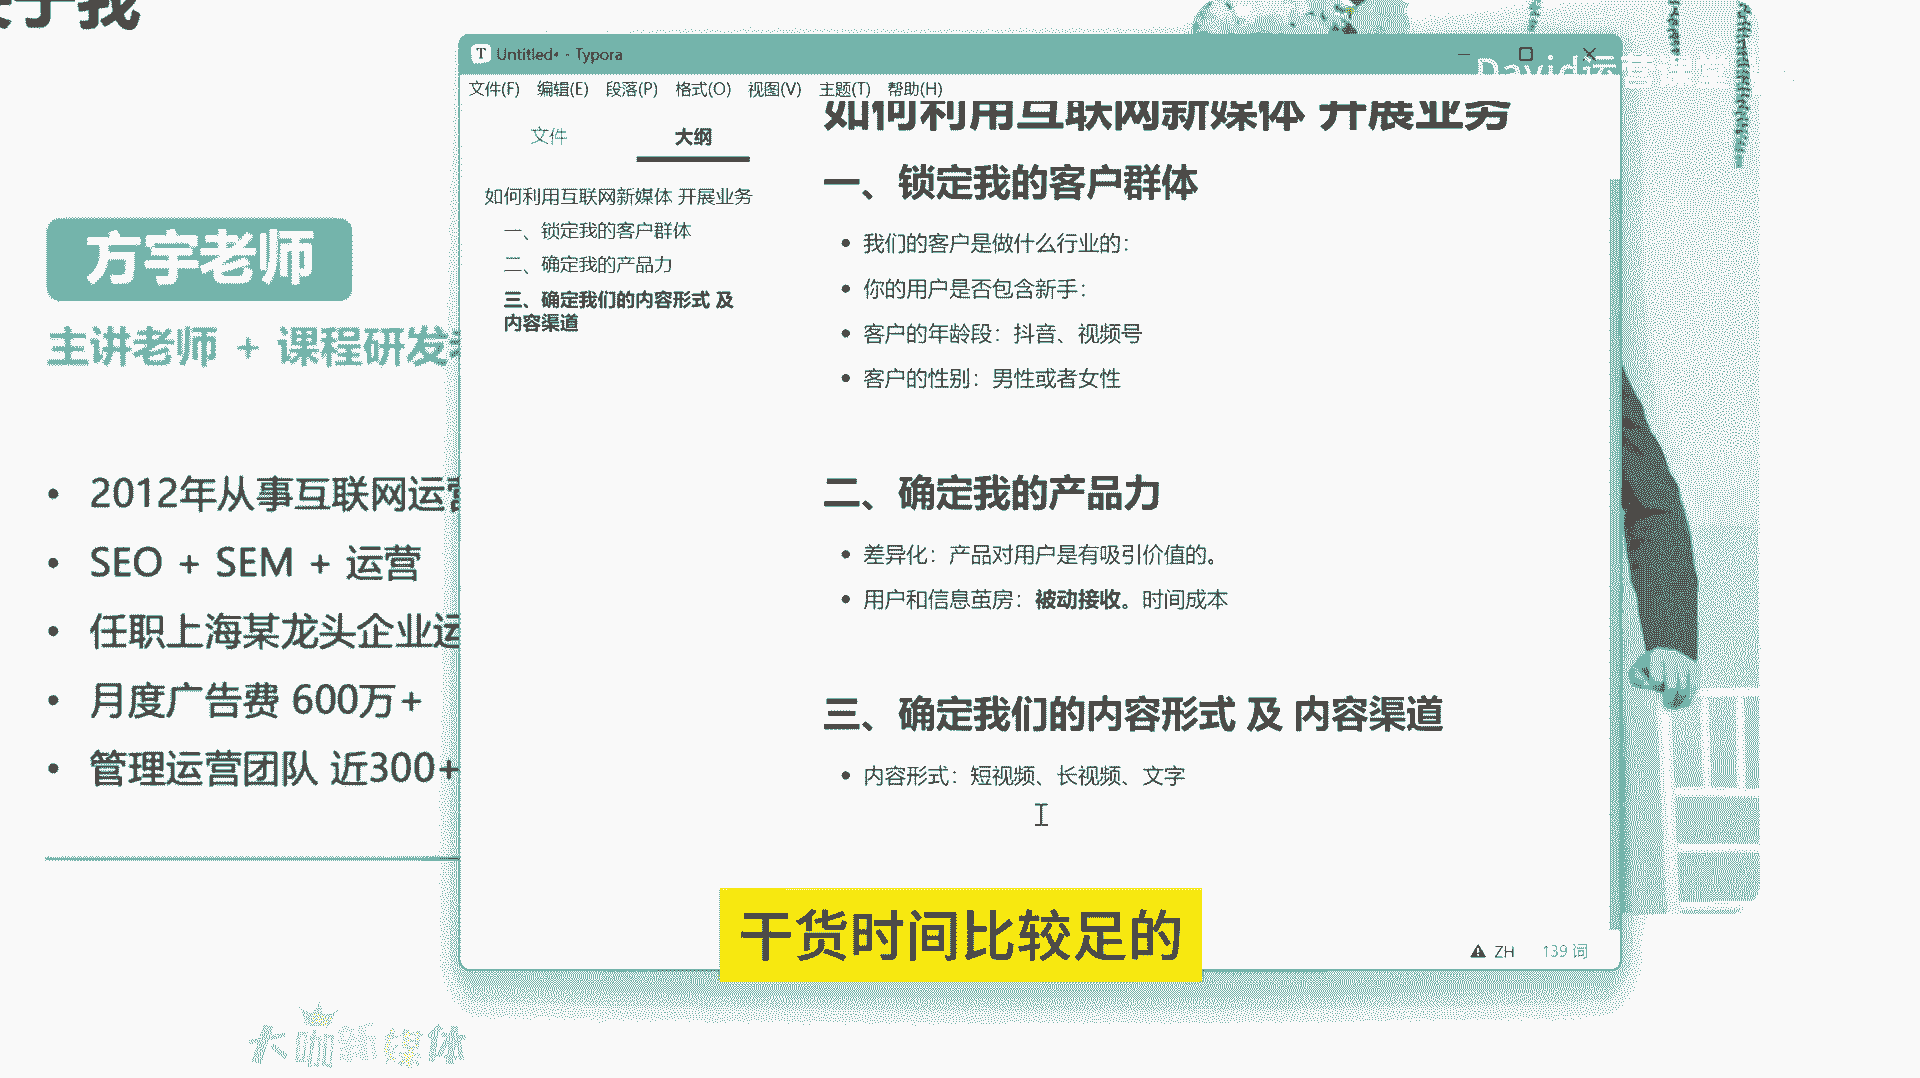 关于我
方宇老师
主讲老师 + 课程研发
2012年从事互联网运营
SEO + SEM + 运营
任职上海某龙头企业运
月度广告费 600万+
管理运营团队 近300+
大咖新媒体
Untitled• - Typora
David运营课堂
文件(F) 编辑(E) 段落(P) 格式(O) 视图(V) 主题(T) 帮助(H)
文件 大纲
如何利用互联网新媒体 开展业务
一、锁定我的客户群体
二、确定我的产品力
三、确定我们的内容形式 及
内容渠道
如何利用互联网新媒体 开展业务
一、锁定我的客户群体
我们的客户是做什么行业的:
你的用户是否包含新手:
客户的年龄段：抖音、视频号
客户的性别：男性或者女性
二、确定我的产品力
差异化：产品对用户是有吸引价值的。
用户和信息茧房：被动接收。时间成本
三、确定我们的内容形式 及 内容渠道
内容形式：短视频、长视频、文字
ZH 139 词
干货时间比较足的